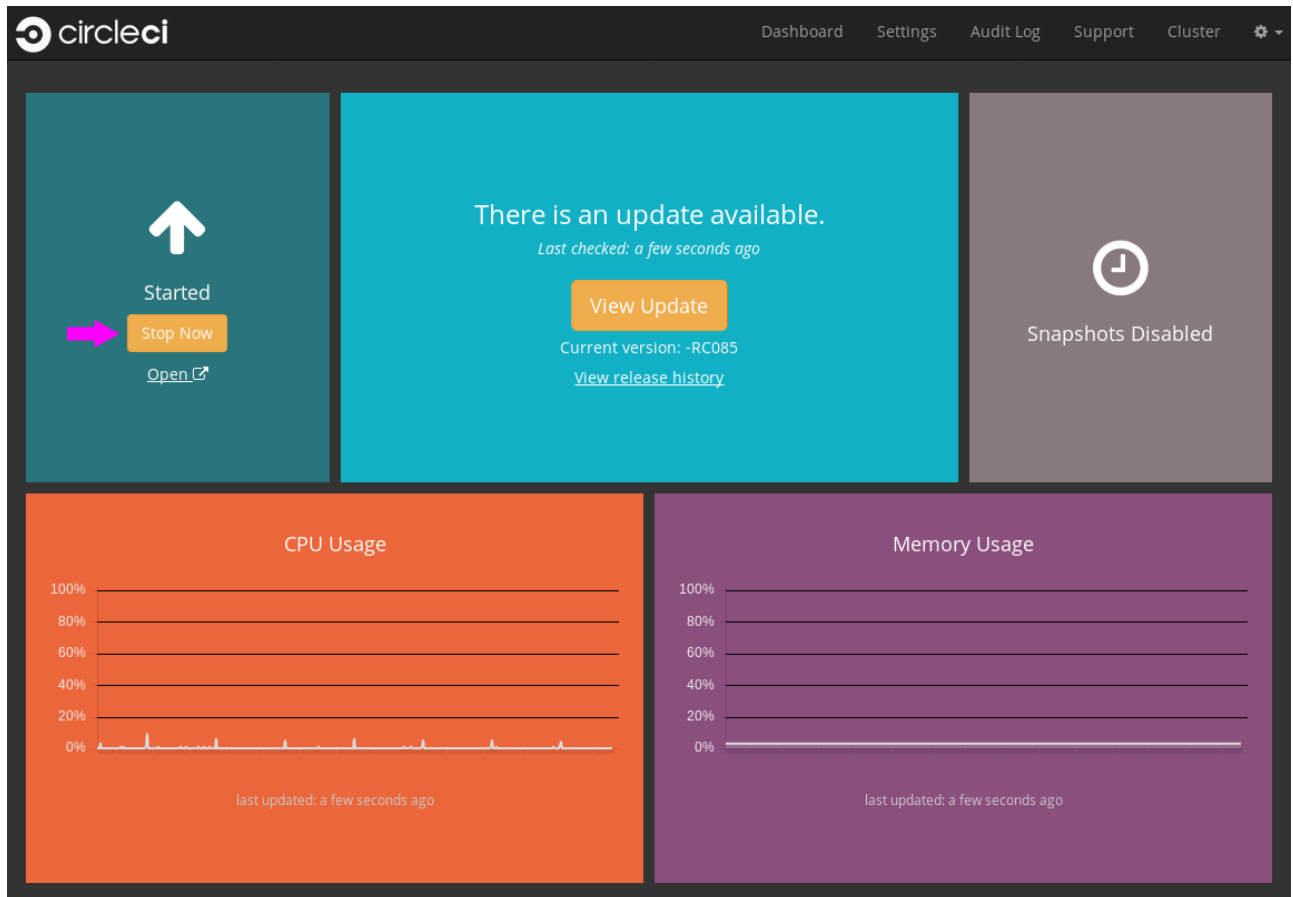 circleci
Dashboard Settings Audit Log Support Cluster
Started
Stop Now
Open
There is an update available.
Last checked: a few seconds ago
View Update
Current version: -RC085
View release history
Snapshots Disabled
CPU Usage
100%
80%
60%
40%
20%
0%
last updated: a few seconds ago
Memory Usage
100%
80%
60%
40%
20%
0%
last updated: a few seconds ago